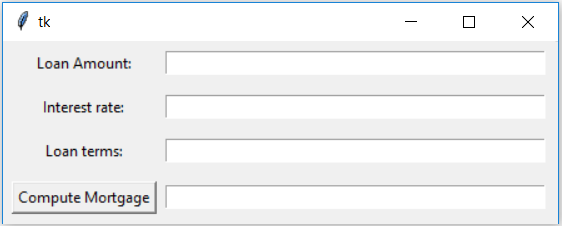 tk
Loan Amount:
Interest rate:
Loan terms:
Compute Mortgage